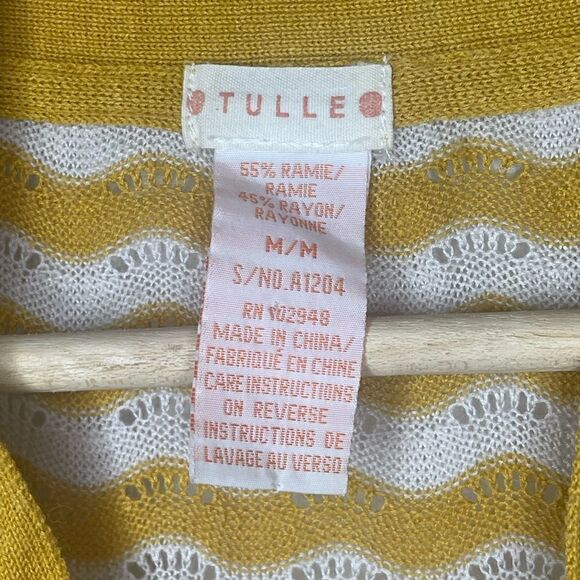 TULLE
55% RAMIE/
RAMIE
45% RAYON/
RAYONNE
M/M
S/NO.A1204
RN 102948
MADE IN CHINA/
FABRIQUÉ EN CHINE
CARE INSTRUCTIONS
ON REVERSE
INSTRUCTIONS DE
LAVAGE AU VERSO